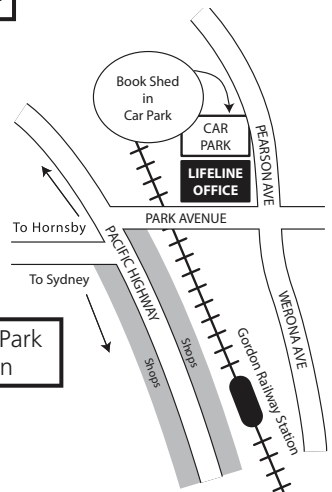 Book Shed
in
Car Park
CAR
PARK
LIFELINE
OFFICE
PEARSON AVE
PARK AVENUE
To Hornsby
PACIFIC HIGHWAY
To Sydney
WERONA AVE
Shops
Shops
Gordon Railway Station
Park
n